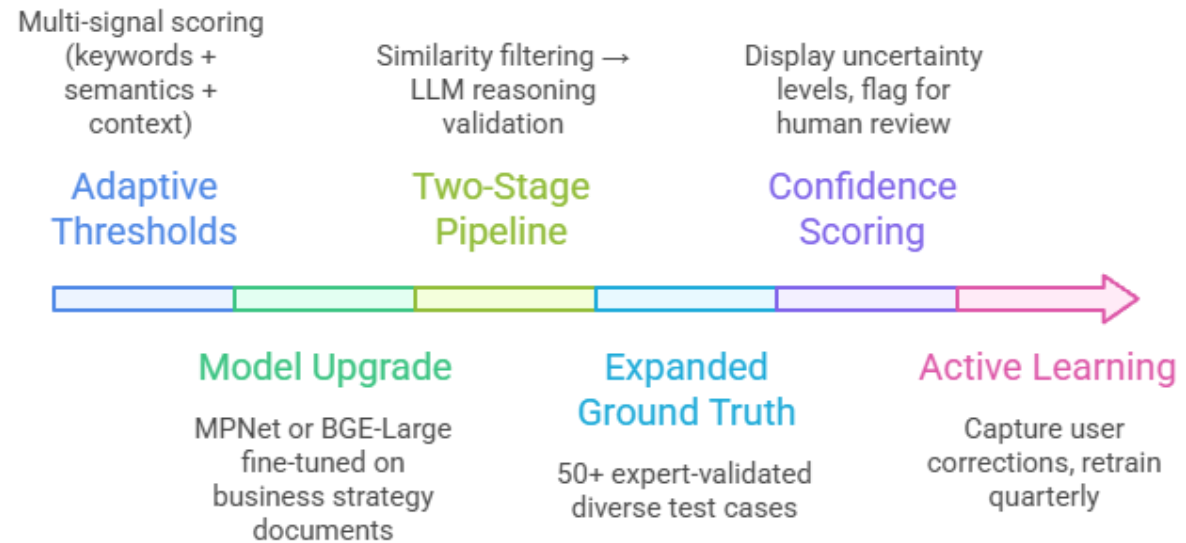 Multi-signal scoring
(keywords +
semantics +
context)
Adaptive
Thresholds
Model Upgrade
MPNet or BGE-Large
fine-tuned on
business strategy
documents
Similarity filtering →
LLM reasoning
validation
Two-Stage
Pipeline
Expanded
Ground Truth
50+ expert-validated
diverse test cases
Display uncertainty
levels, flag for
human review
Confidence
Scoring
Active Learning
Capture user
corrections, retrain
quarterly